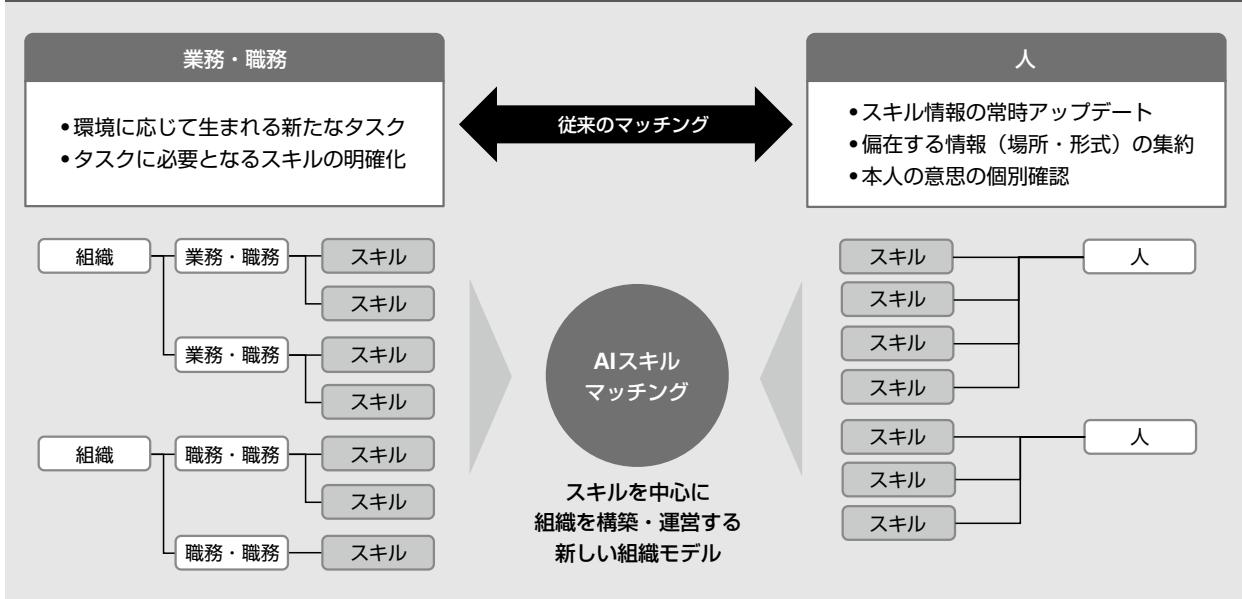 業務・職務
•環境に応じて生まれる新たなタスク
•タスクに必要となるスキルの明確化
従来のマッチング
人
•スキル情報の常時アップデート
•偏在する情報（場所・形式）の集約
•本人の意思の個別確認
組織
業務・職務
スキル
スキル
業務・職務
スキル
スキル
組織
職務・職務
スキル
スキル
職務・職務
スキル
AIスキル
マッチング
スキルを中心に
組織を構築・運営する
新しい組織モデル
スキル
人
スキル
スキル
スキル
スキル
人
スキル
スキル